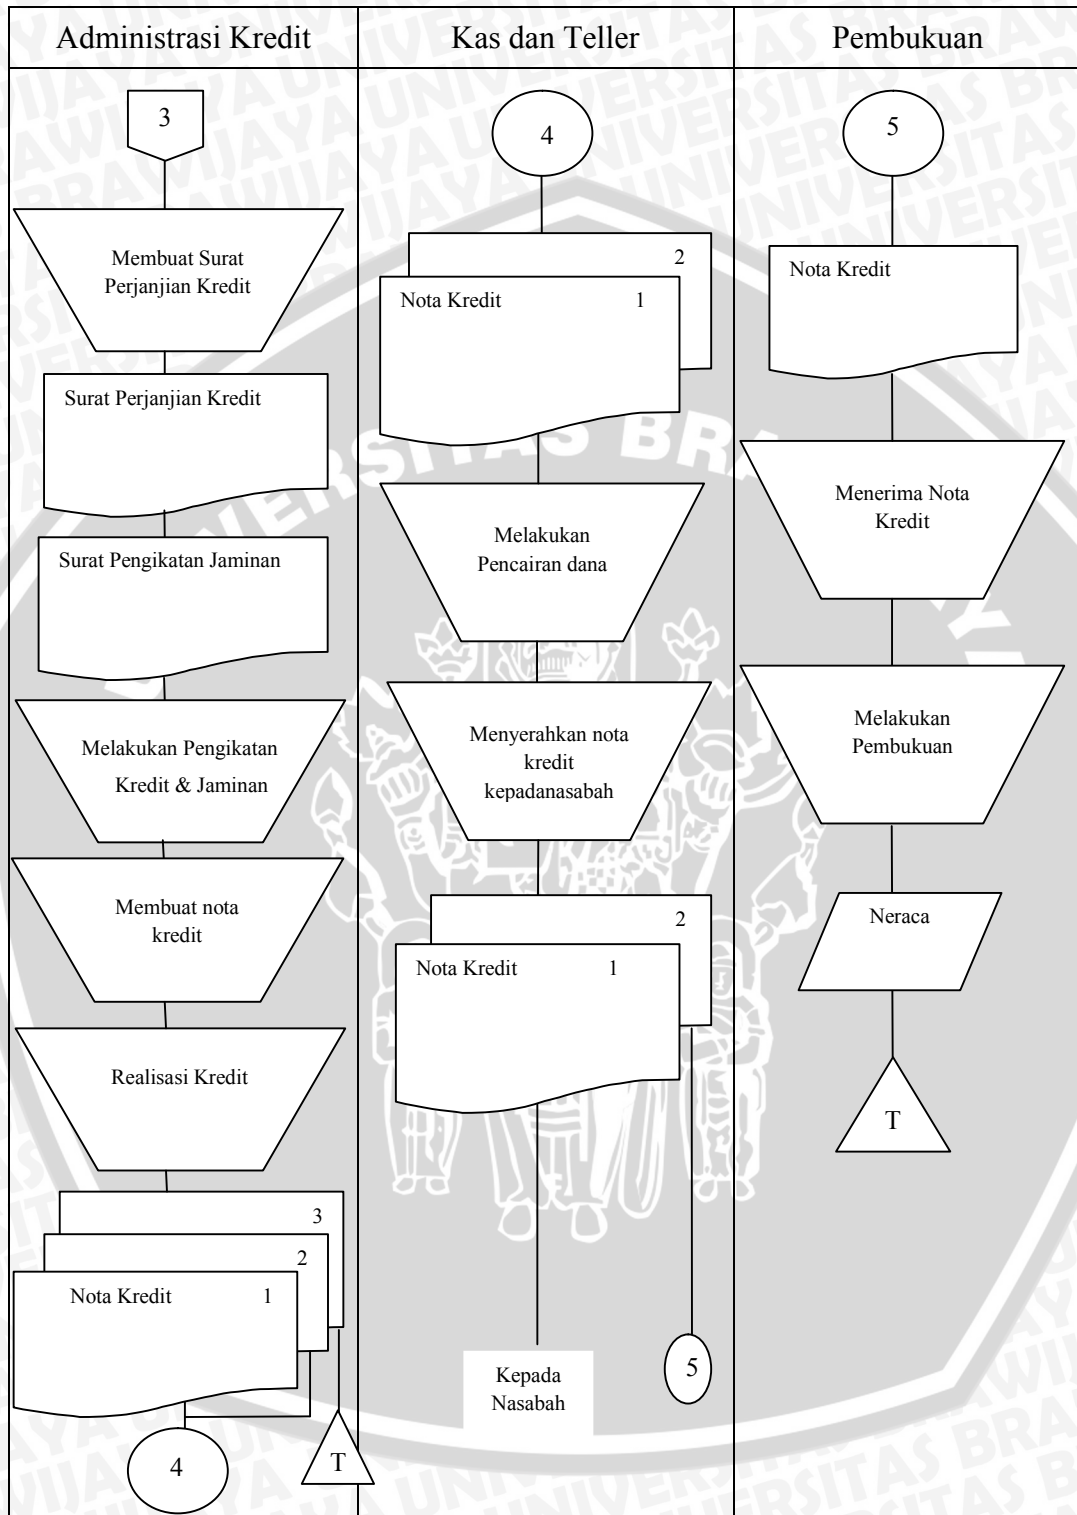 Administrasi Kredit
Kas dan Teller
Pembukuan
3
Membuat Surat
Perjanjian Kredit
Surat Perjanjian Kredit
Surat Pengikatan Jaminan
Melakukan Pengikatan
Kredit & Jaminan
Membuat nota
kredit
Realisasi Kredit
3
2
Nota Kredit 1
4
T
4
2
Nota Kredit 1
Melakukan
Pencairan dana
Menyerahkan nota
kredit
kepadanasabah
2
Nota Kredit 1
Kepada
Nasabah
5
5
Nota Kredit
Menerima Nota
Kredit
Melakukan
Pembukuan
Neraca
T